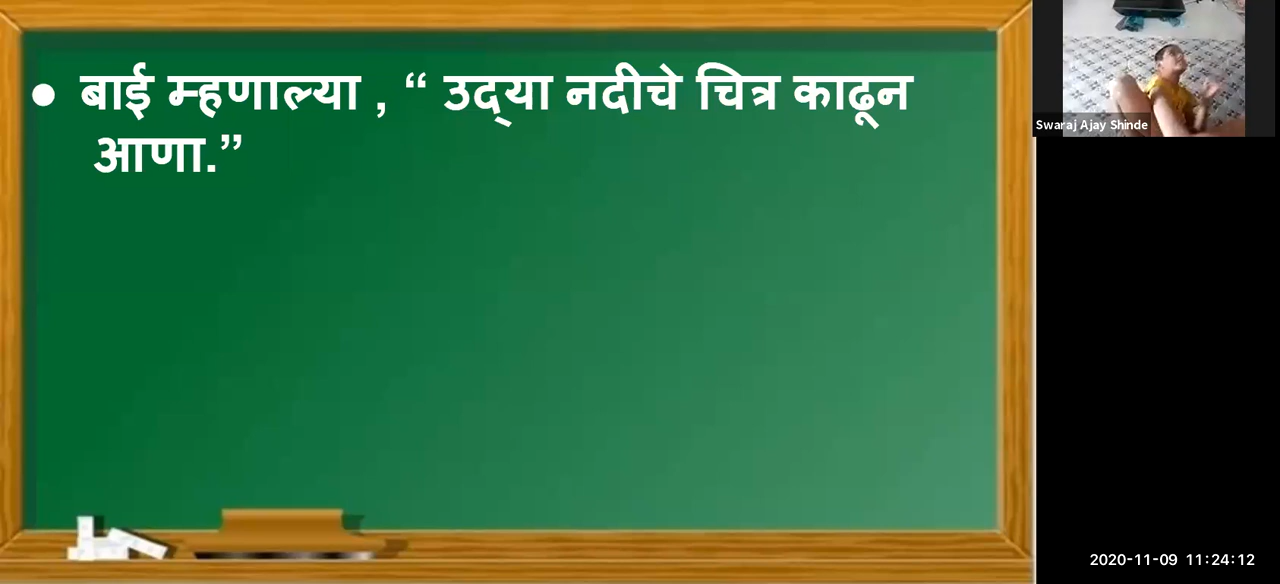 • बाई म्हणाल्या , “ उद्‌या नदीचे चित्र काढून
आणा.”
Swaraj Ajay Shinde
2020-11-09 11:24:12